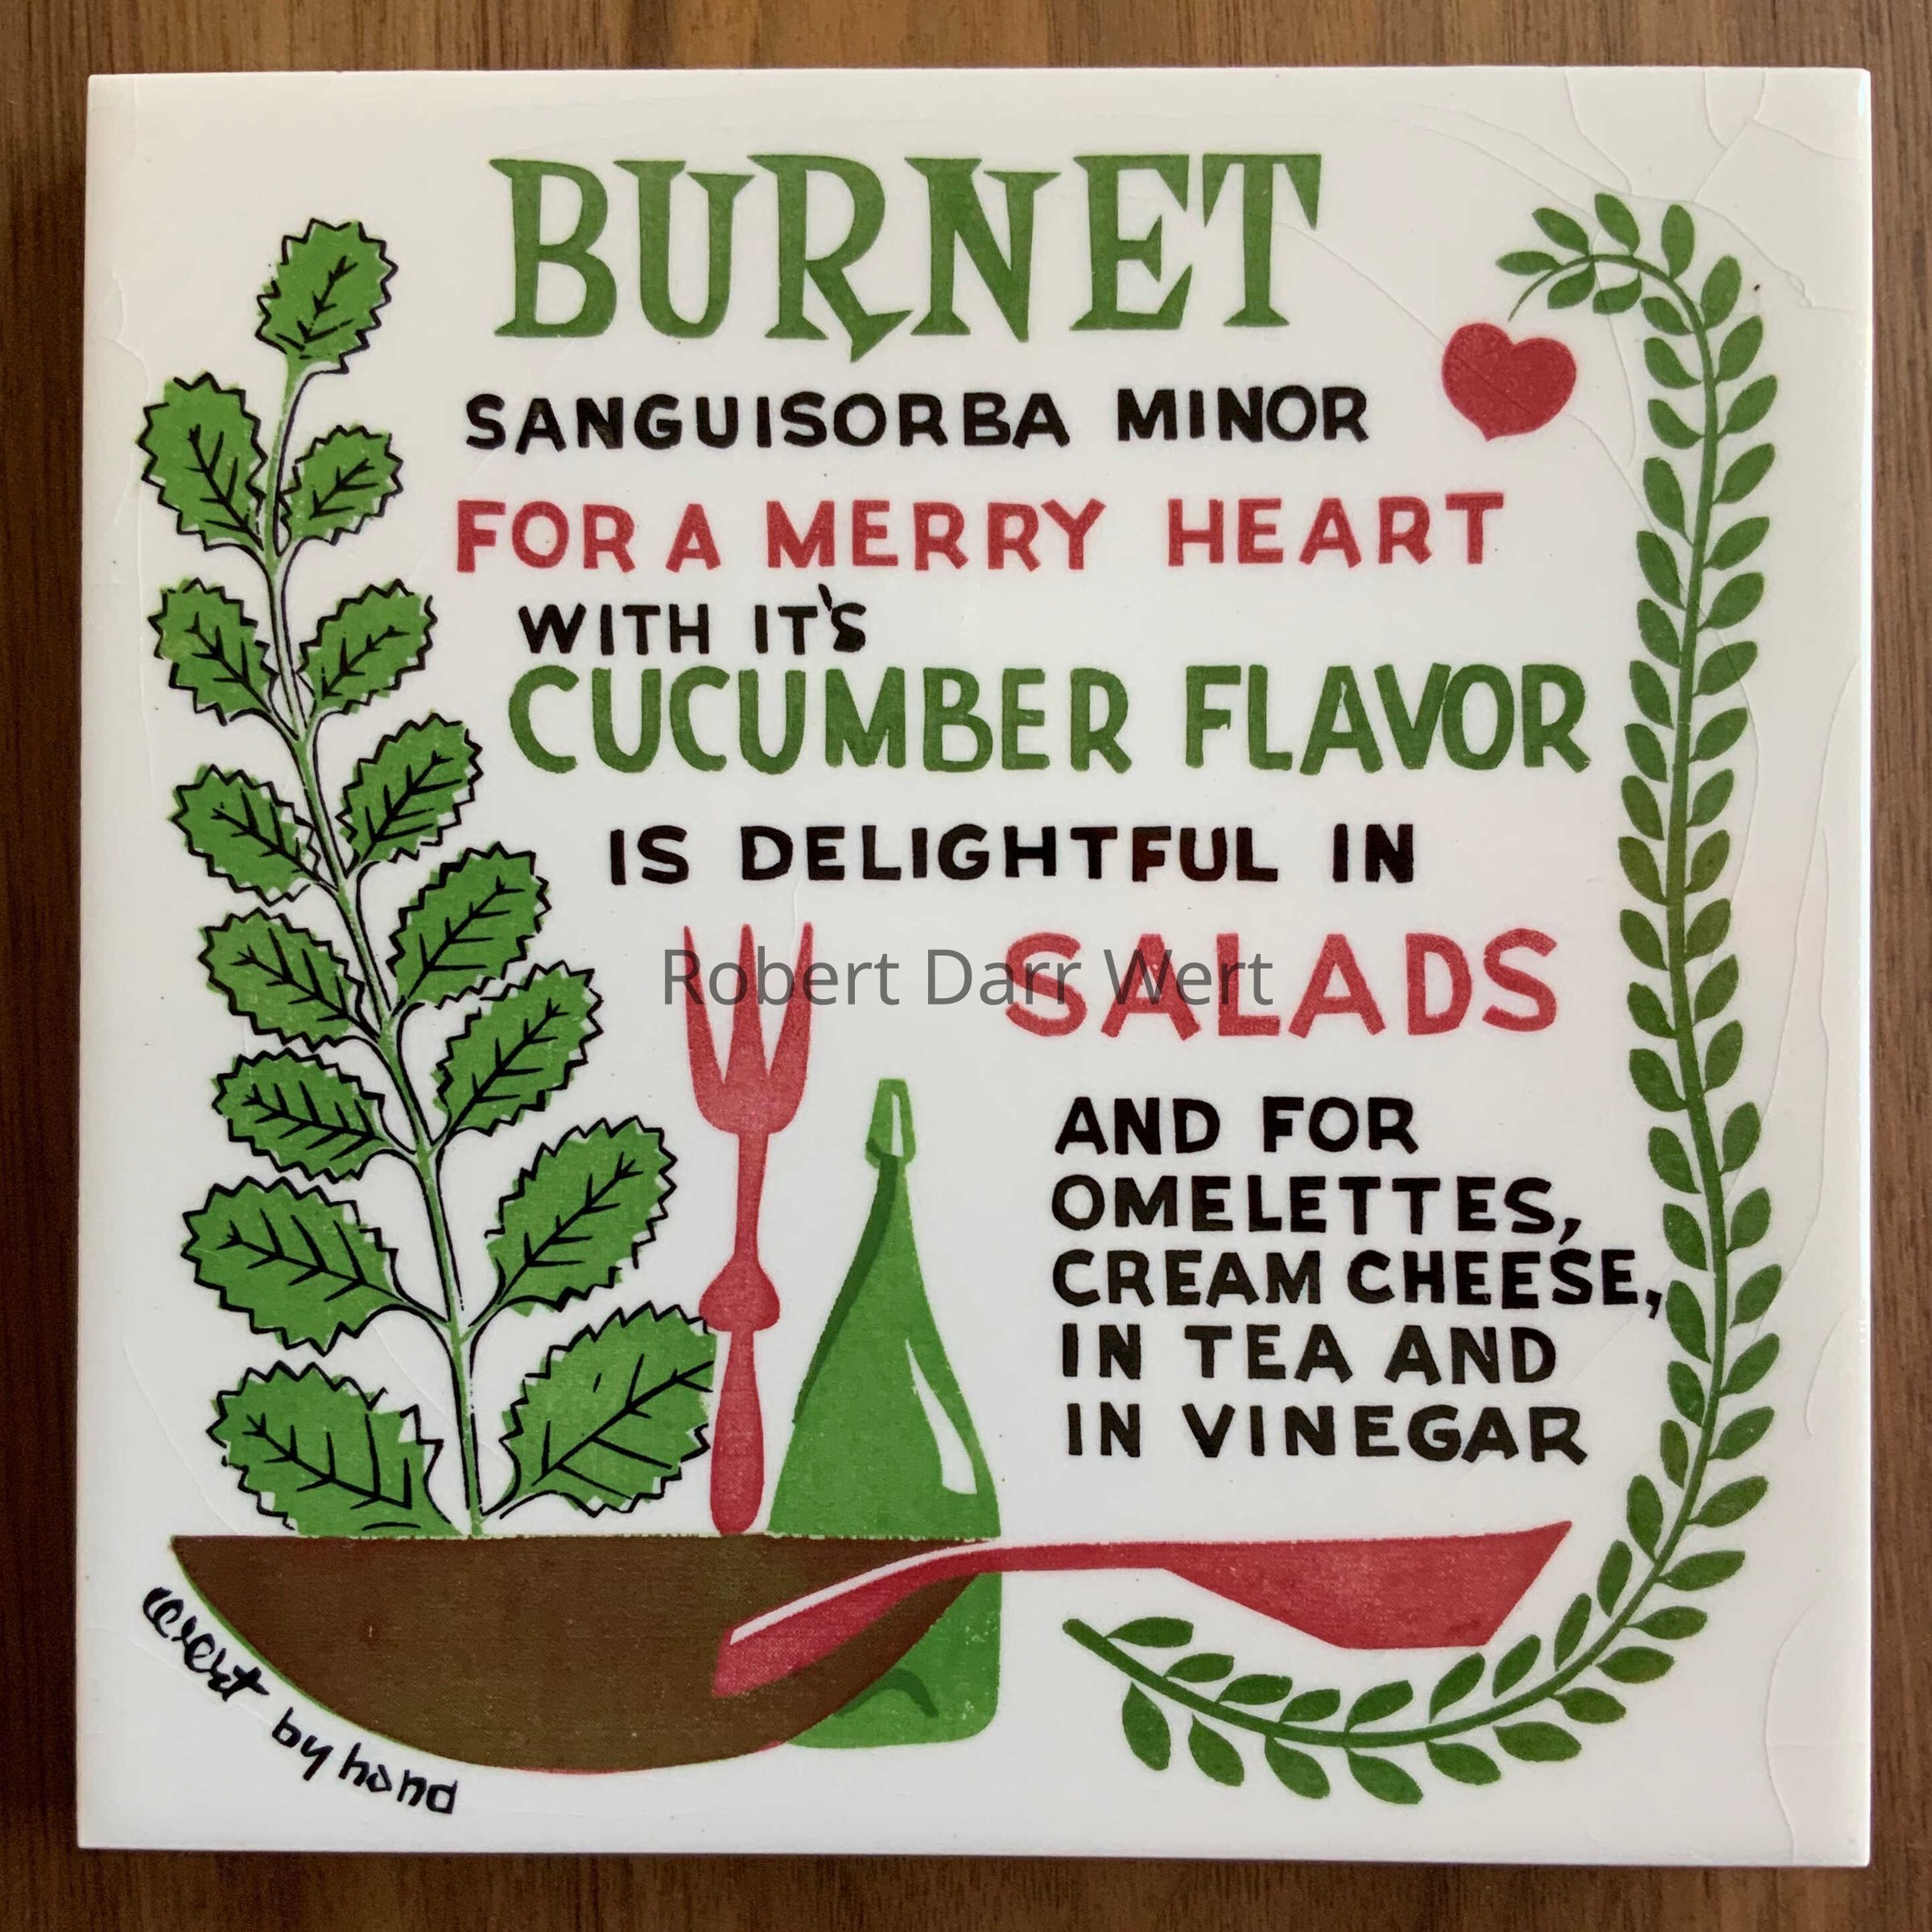 BURNET
SANGUISORBA MINOR
FOR A MERRY HEART
WITH IT'S
CUCUMBER FLAVOR
IS DELIGHTFUL IN
SALADS
Robert Darr Wert
AND FOR
OMELETTES,
CREAM CHEESE,
IN TEA AND
IN VINEGAR
wert by hand